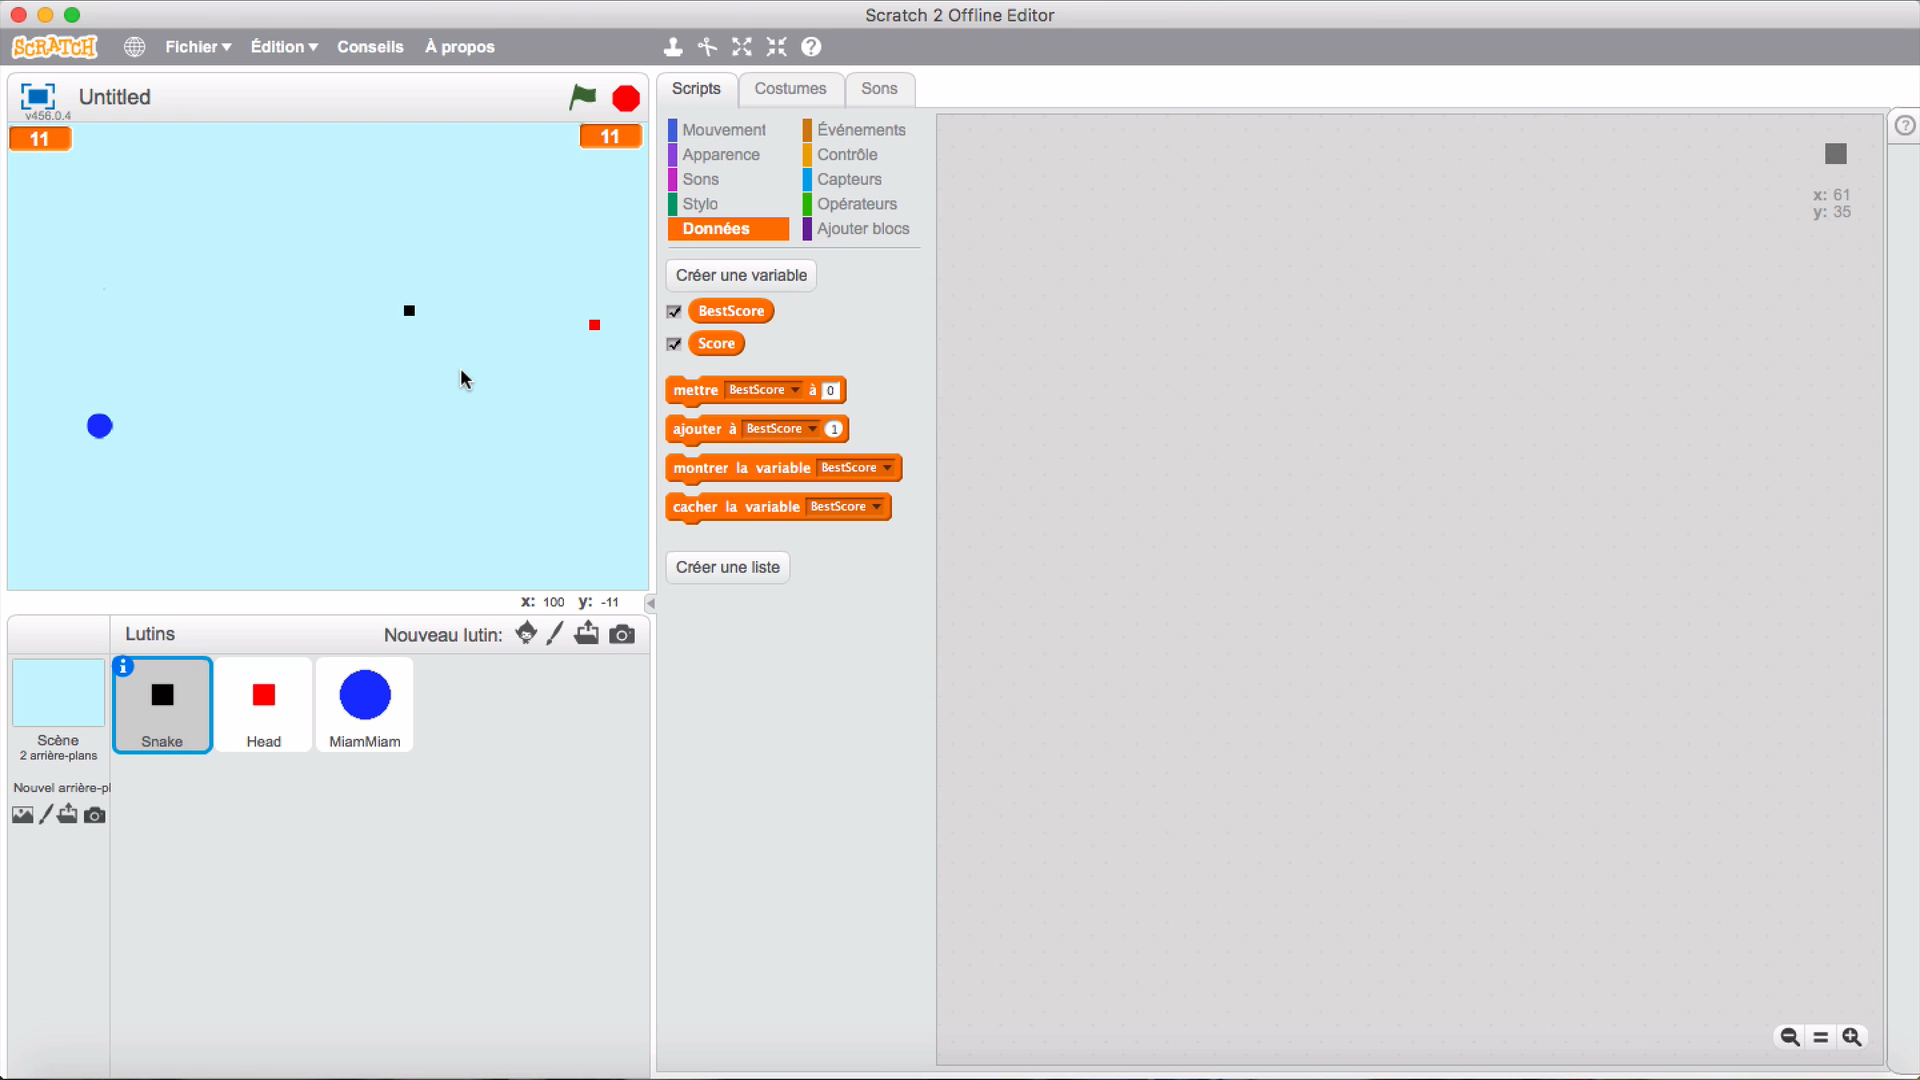 Scratch 2 Offline Editor
SCRATCH
Fichier
Édition
Conseils
À propos
Untitled
v456.0.4
11
11
x: 100 y: -11
Lutins
Nouveau lutin:
Snake
Head
MiamMiam
Scène
2 arrière-plans
Nouvel arrière-pl
Scripts
Costumes
Sons
Mouvement
Événements
Apparence
Contrôle
Sons
Capteurs
Stylo
Opérateurs
Données
Ajouter blocs
Créer une variable
BestScore
Score
mettre BestScore à 0
ajouter à BestScore 1
montrer la variable BestScore
cacher la variable BestScore
Créer une liste
x: 61
y: 35